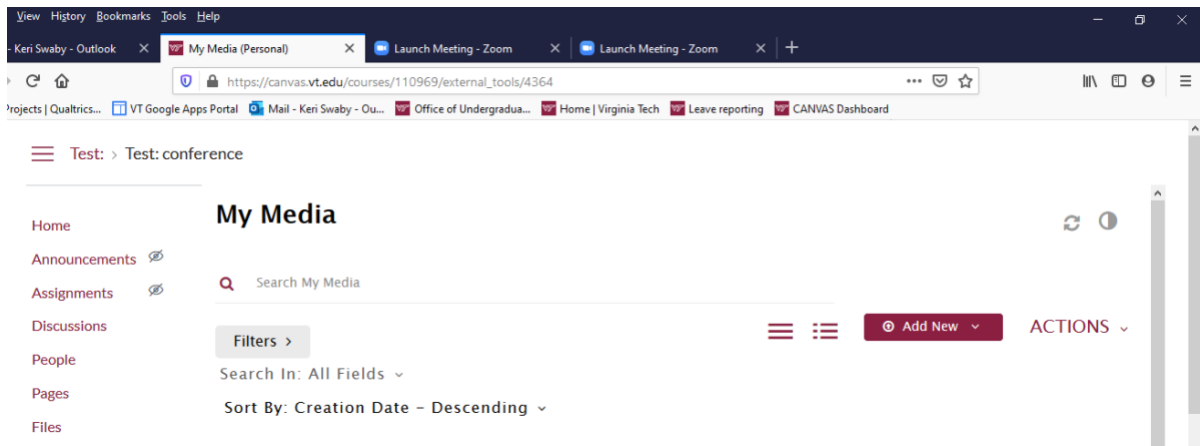 View History Bookmarks Tools Help
- Keri Swaby - Outlook My Media (Personal) Launch Meeting - Zoom Launch Meeting - Zoom
https://canvas.vt.edu/courses/110969/external_tools/4364
Projects | Qualtrics... VT Google Apps Portal Mail - Keri Swaby - Ou... Office of Undergradua... Home | Virginia Tech Leave reporting CANVAS Dashboard
Test: > Test: conference
My Media
Home
Announcements
Search My Media
Assignments
Discussions
Add New
ACTIONS
Filters >
People
Search In: All Fields
Pages
Sort By: Creation Date – Descending
Files